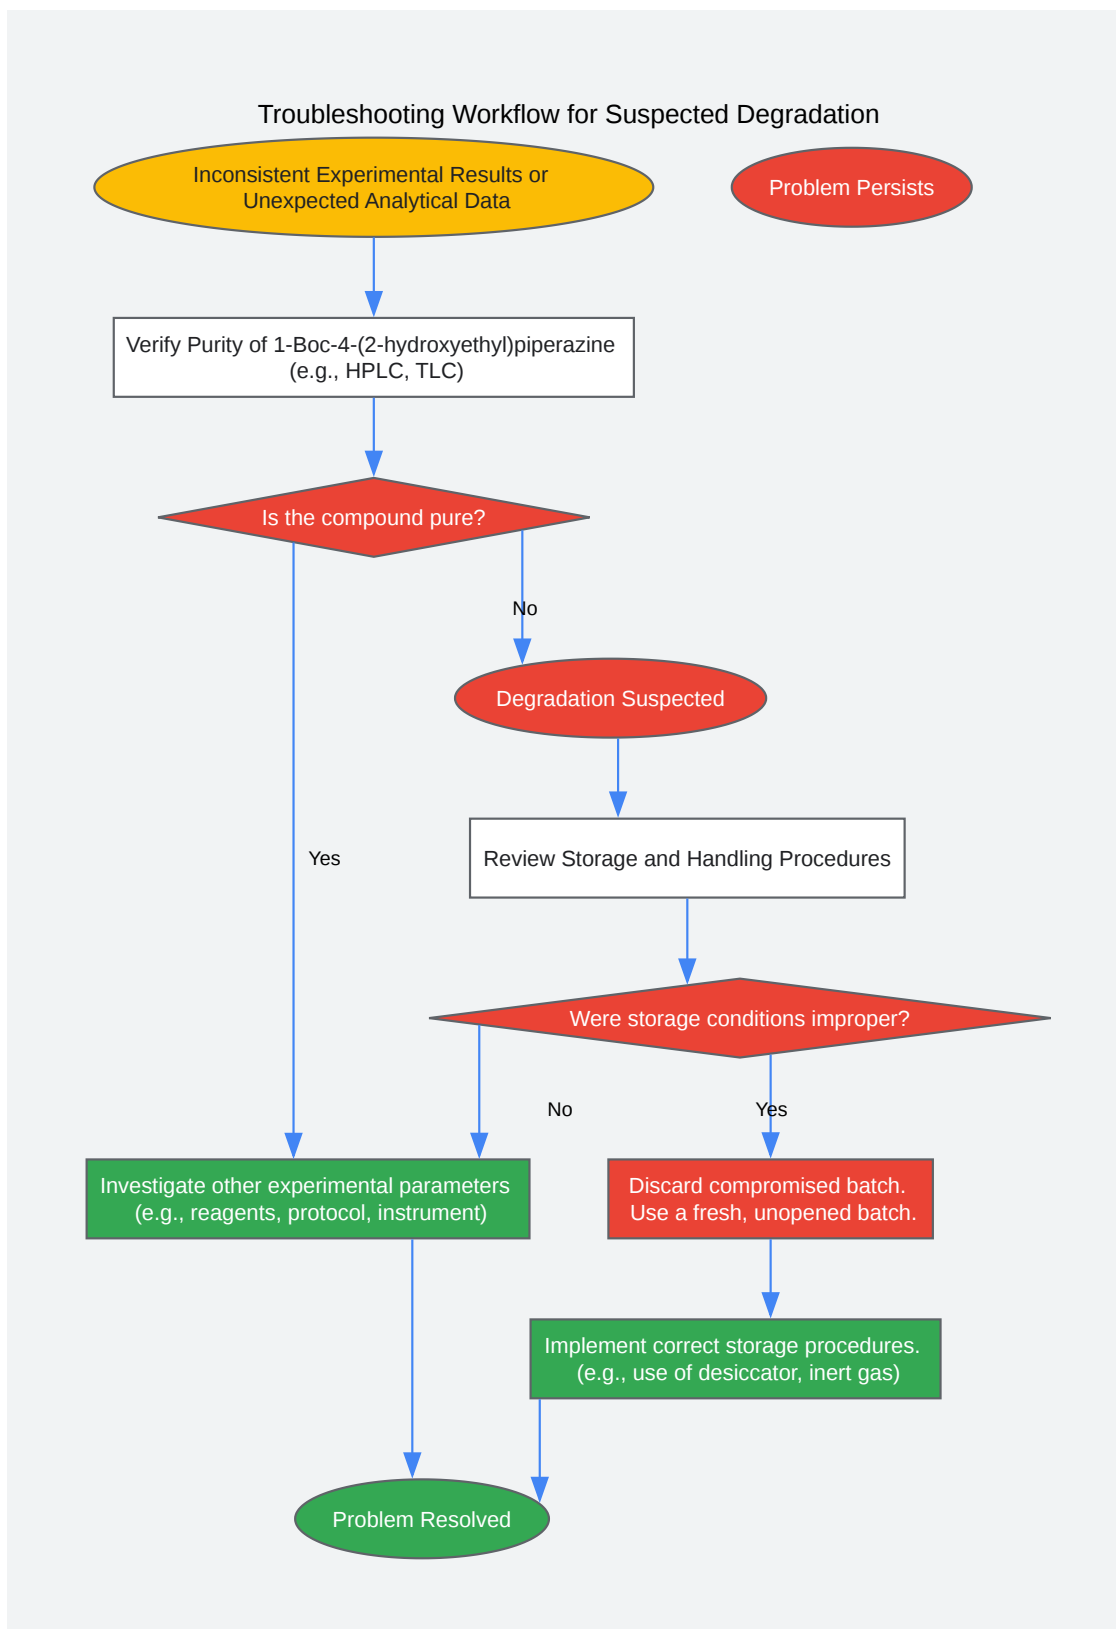 Troubleshooting Workflow for Suspected Degradation
Inconsistent Experimental Results or
Unexpected Analytical Data
Problem Persists
Verify Purity of 1-Boc-4-(2-hydroxyethyl)piperazine
(e.g., HPLC, TLC)
Is the compound pure?
No
Degradation Suspected
Yes
Review Storage and Handling Procedures
Were storage conditions improper?
No
Yes
Investigate other experimental parameters
(e.g., reagents, protocol, instrument)
Discard compromised batch.
Use a fresh, unopened batch.
Implement correct storage procedures.
(e.g., use of desiccator, inert gas)
Problem Resolved